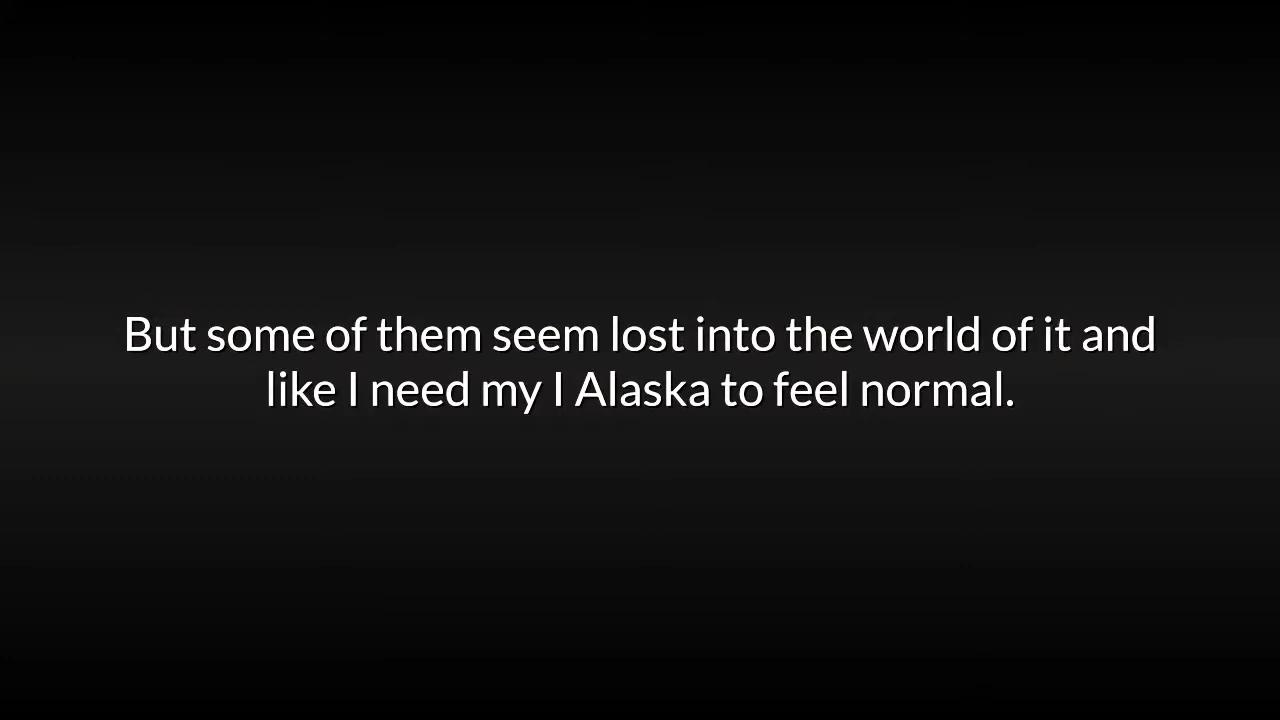 But some of them seem lost into the world of it and
like I need my I Alaska to feel normal.